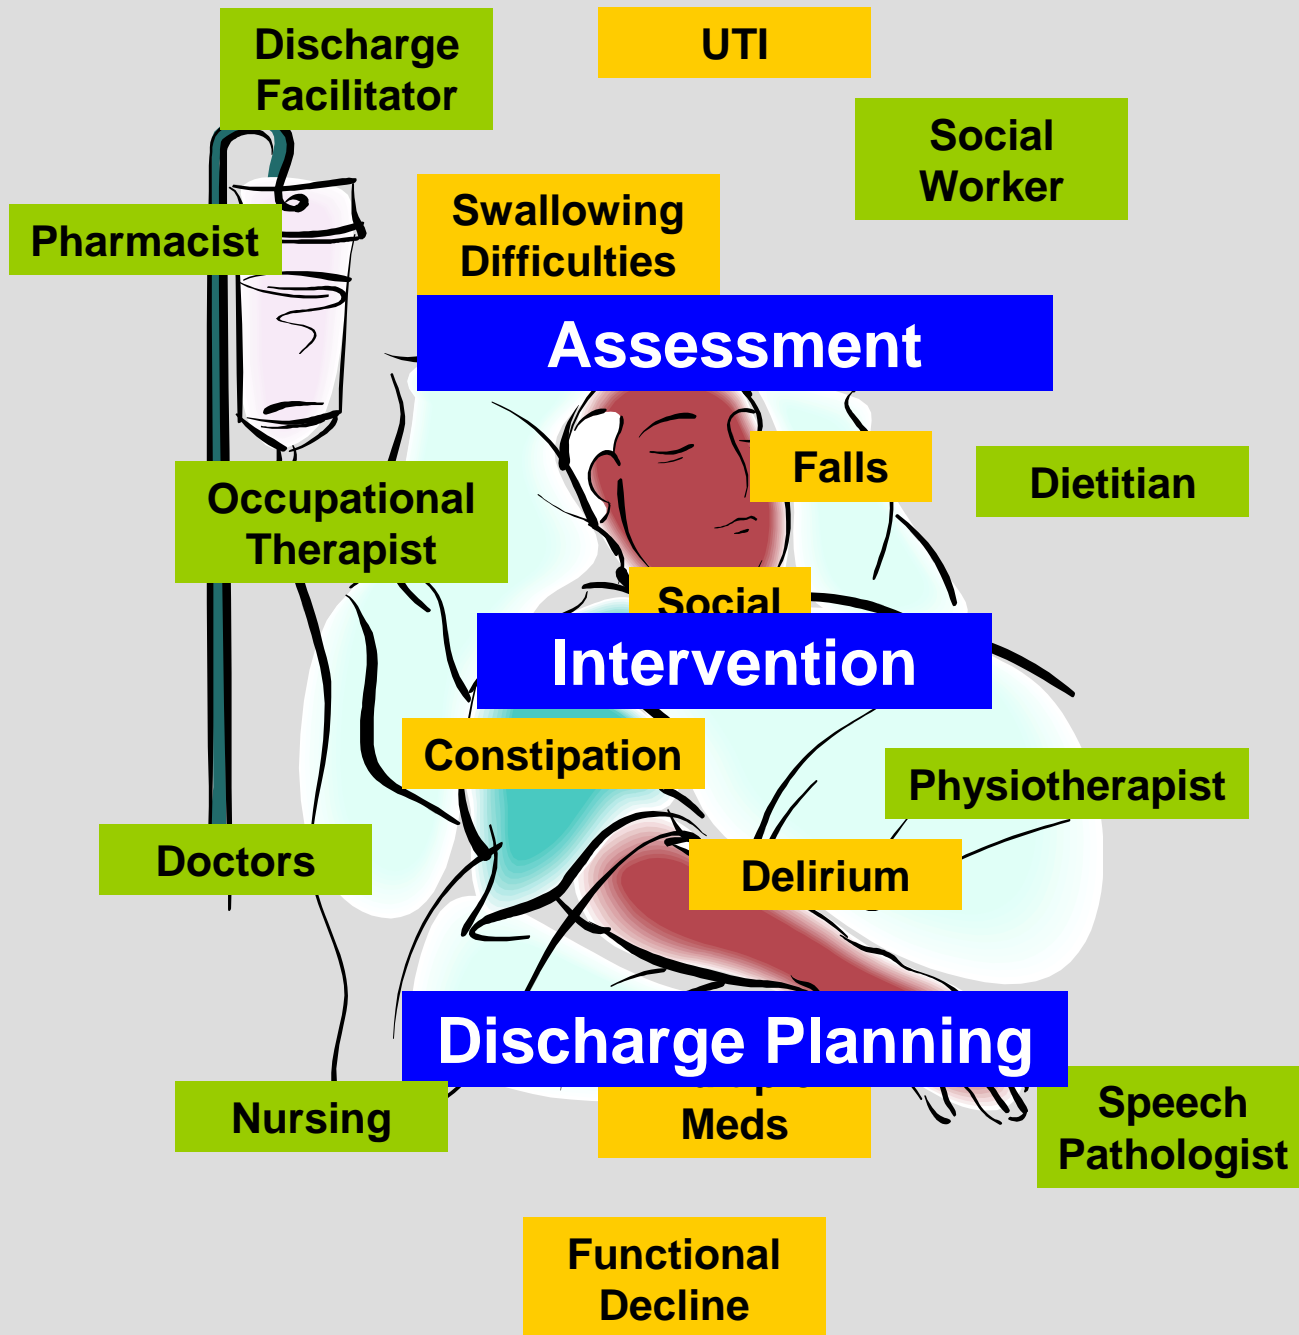 Discharge
Facilitator
UTI
Social
Worker
Pharmacist
Swallowing
Difficulties
Assessment
Falls
Dietitian
Occupational
Therapist
Social
Intervention
Constipation
Physiotherapist
Doctors
Delirium
Discharge Planning
Nursing
Meds
Speech
Pathologist
Functional
Decline